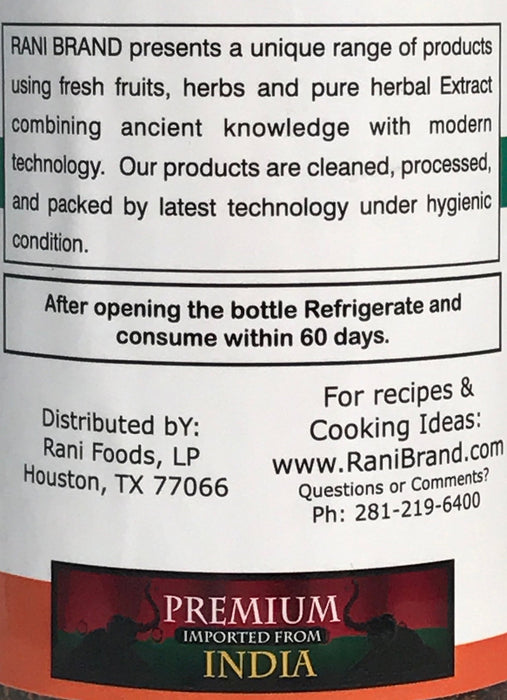 RANI BRAND presents a unique range of products
using fresh fruits, herbs and pure herbal Extract
combining ancient knowledge with modern
technology. Our products are cleaned, processed,
and packed by latest technology under hygienic
condition.
After opening the bottle Refrigerate and
consume within 60 days.
Distributed bY:
Rani Foods, LP
Houston, TX 77066
For recipes &
Cooking Ideas:
www.RaniBrand.com
Questions or Comments?
Ph: 281-219-6400
PREMIUM
IMPORTED FROM
INDIA